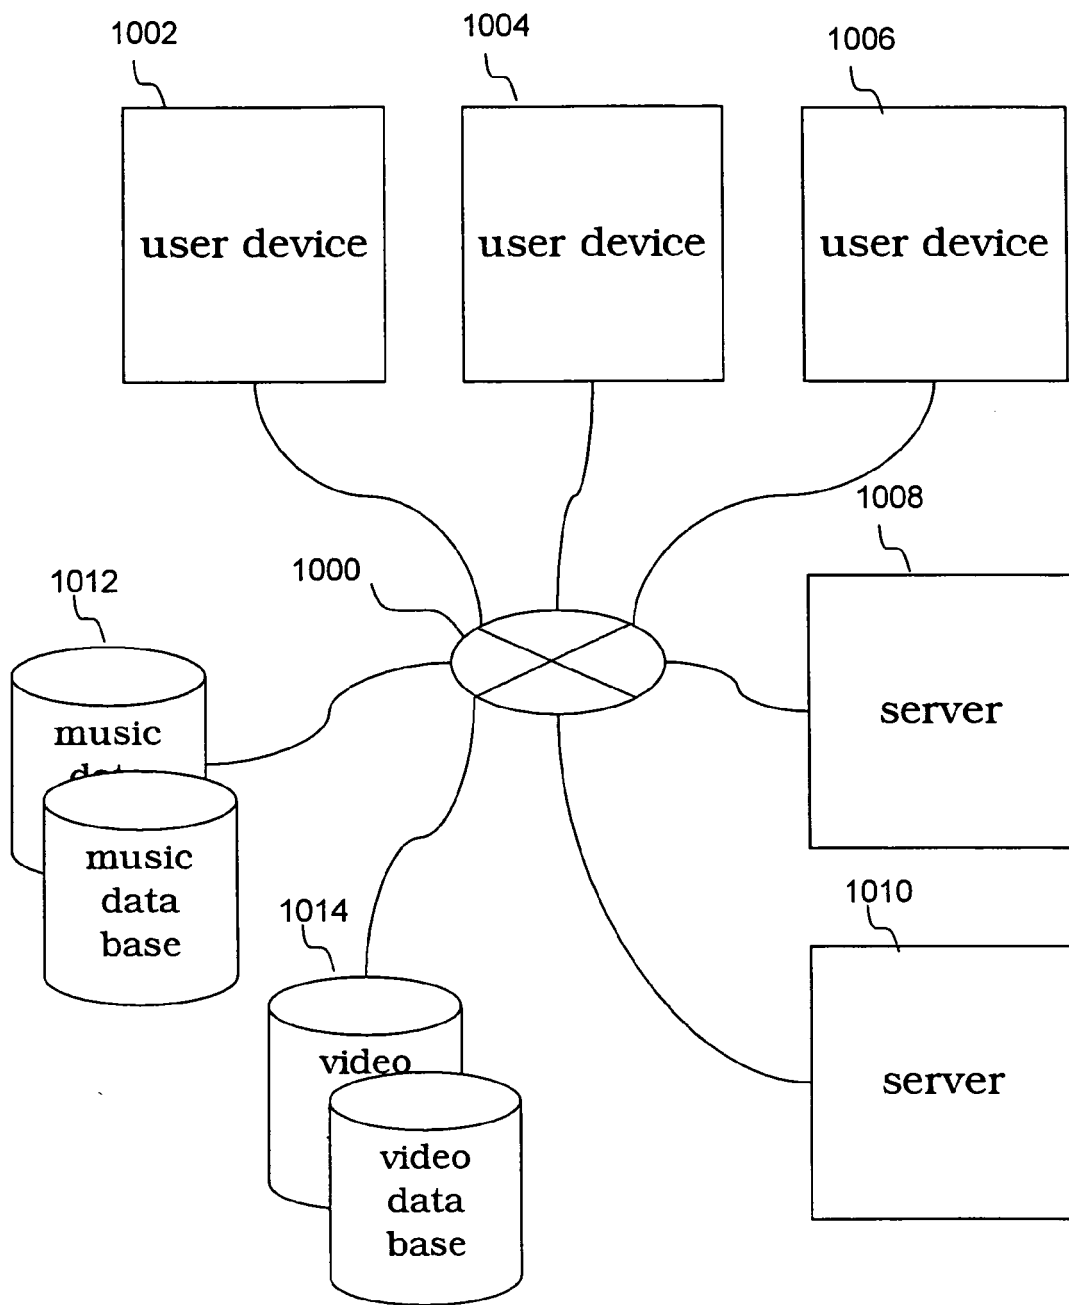 1002
1004
1006
user device
user device
user device
1008
1000
1012
server
music
music
data
base
1010
1014
server
video
video
data
base